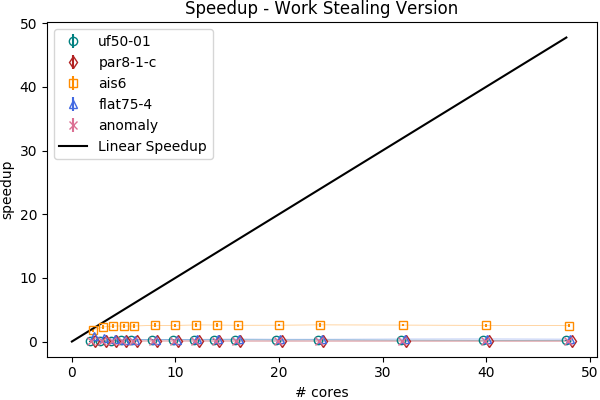 Speedup - Work Stealing Version
50
40
30
20
10
0
speedup
uf50-01
par8-1-c
ais6
flat75-4
anomaly
Linear Speedup
0 10 20 30 40 50
# cores